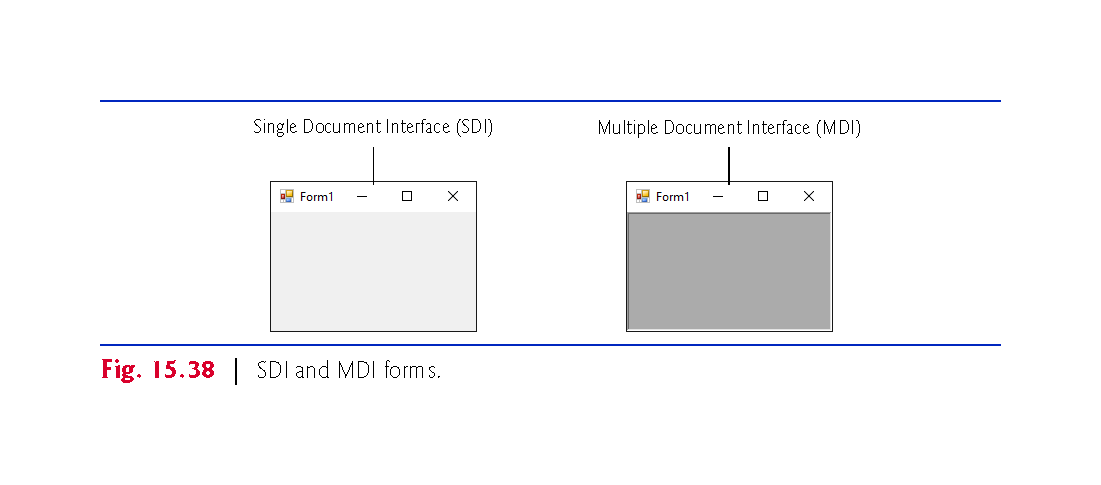 Single Document Interface (SDI)
Multiple Document Interface (MDI)
Form1
Form1
Fig. 15.38 | SDI and MDI forms.